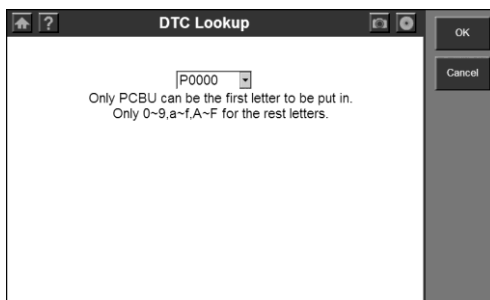 ?
DTC Lookup
OK
Cancel
P0000
Only PCBU can be the first letter to be put in.
Only 0~9,a~f,A~F for the rest letters.